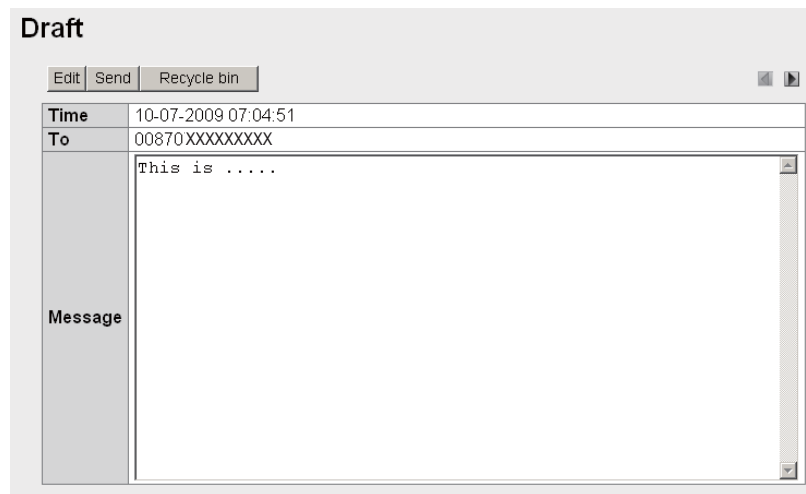 Draft
Edit Send Recycle bin
Time 10-07-2009 07:04:51
To 00870XXXXXXXXX
This is .....
Message